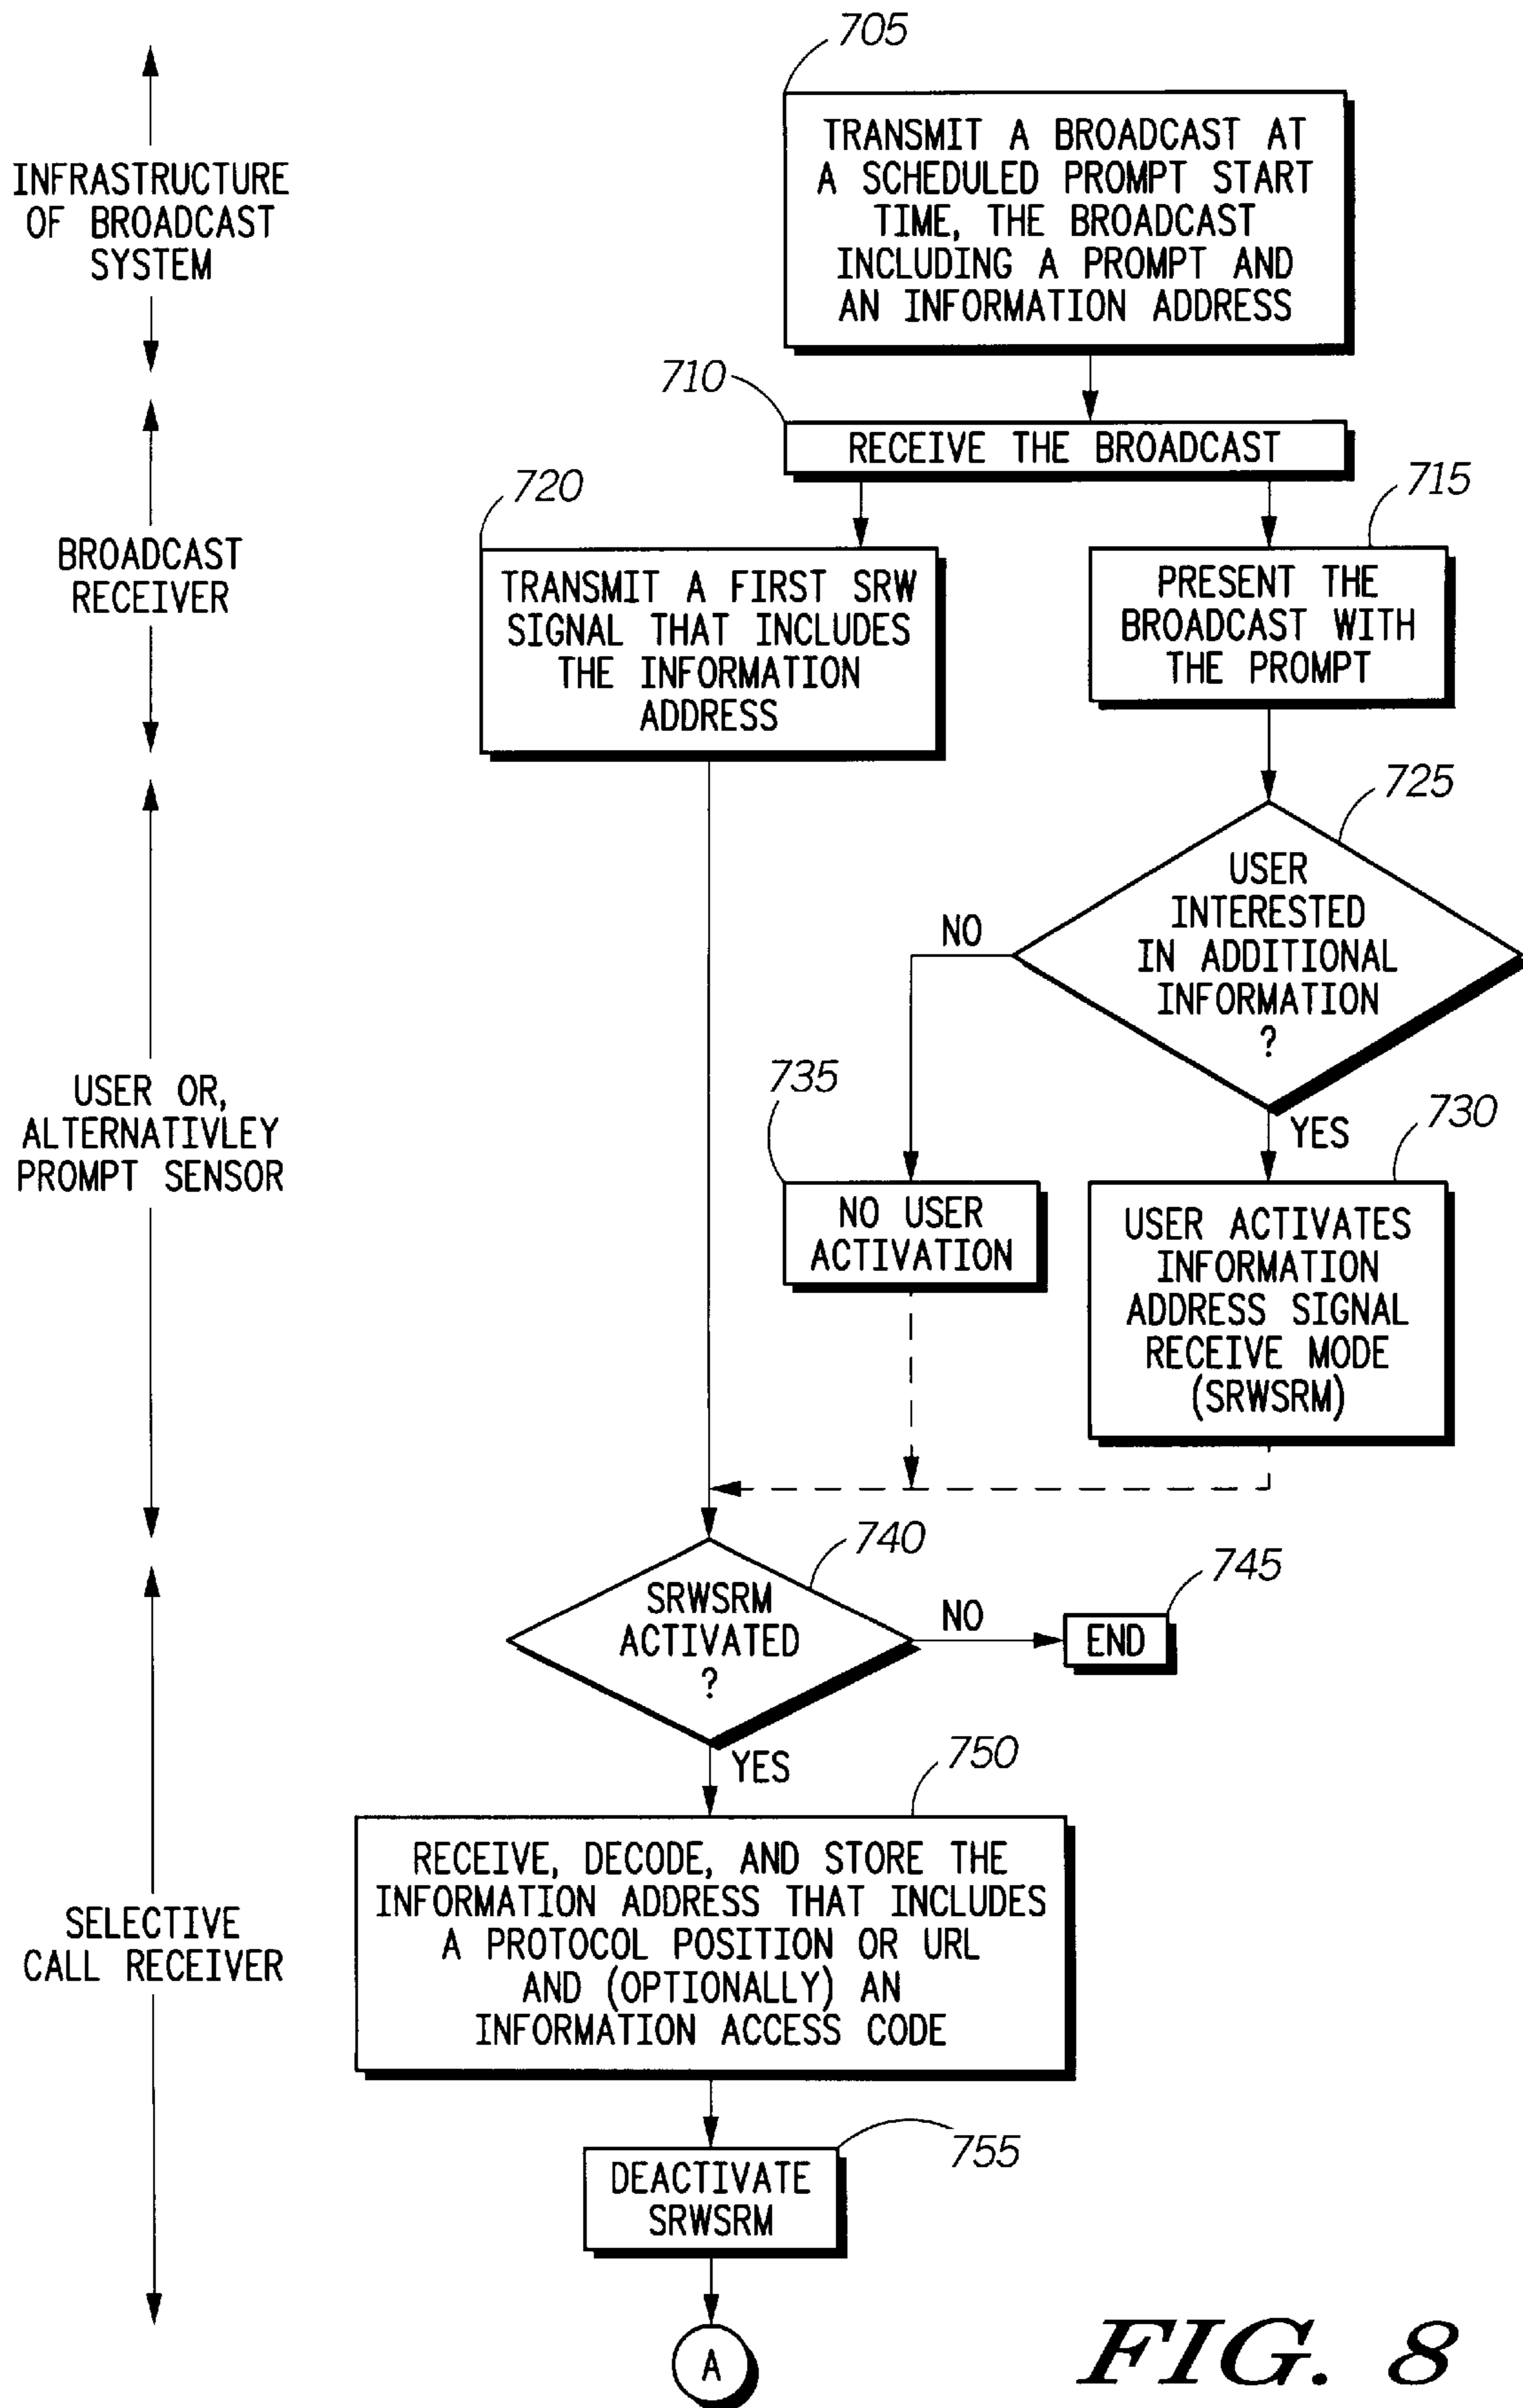 705
TRANSMIT A BROADCAST AT
A SCHEDULED PROMPT START
TIME, THE BROADCAST
INCLUDING A PROMPT AND
AN INFORMATION ADDRESS
INFRASTRUCTURE
OF BROADCAST
SYSTEM
710
RECEIVE THE BROADCAST
720
715
BROADCAST
RECEIVER
TRANSMIT A FIRST SRW
SIGNAL THAT INCLUDES
THE INFORMATION
ADDRESS
PRESENT THE
BROADCAST WITH
THE PROMPT
725
USER
INTERESTED
IN ADDITIONAL
INFORMATION
?
NO
YES
USER OR,
ALTERNATIVLEY
PROMPT SENSOR
735
NO USER
ACTIVATION
730
USER ACTIVATES
INFORMATION
ADDRESS SIGNAL
RECEIVE MODE
(SRWSRM)
740
SRWSRM
ACTIVATED
?
NO
745
END
YES
750
SELECTIVE
CALL RECEIVER
RECEIVE, DECODE, AND STORE THE
INFORMATION ADDRESS THAT INCLUDES
A PROTOCOL POSITION OR URL
AND (OPTIONALLY) AN
INFORMATION ACCESS CODE
755
DEACTIVATE
SRWSRM
A
FIG. 8